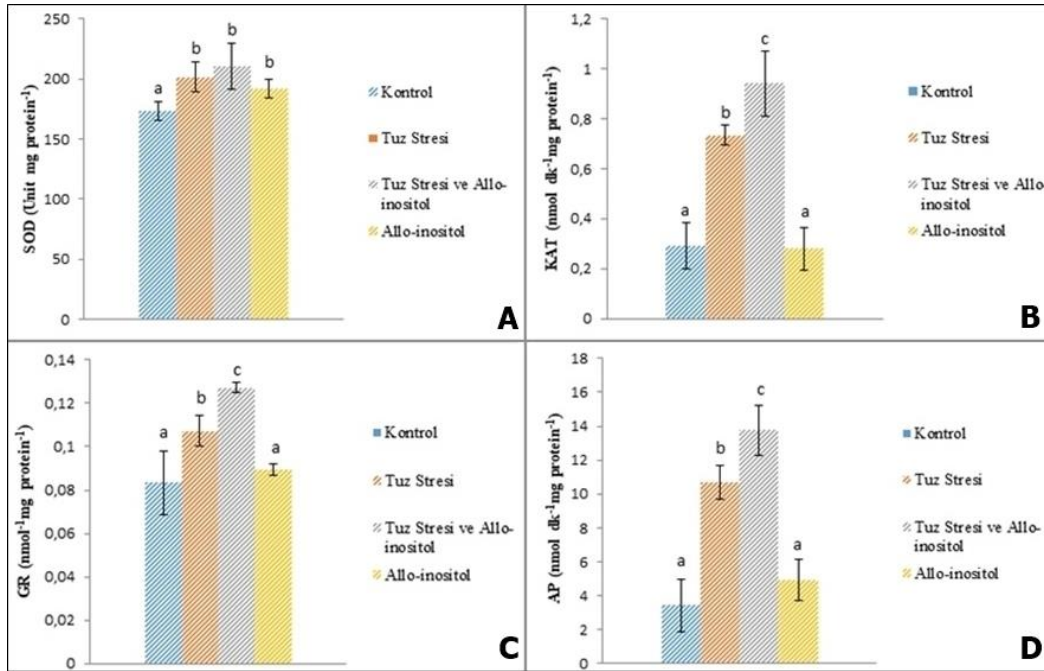 250
200
150
100
50
0
SOD (Unit mg protein⁻¹)
a
b
b
b
Kontrol
Tuz Stresi
Tuz Stresi ve Allo-
inositol
Allo-inositol
A
1,2
1
0,8
0,6
0,4
0,2
0
KAT (nmol dk⁻¹mg protein⁻¹)
a
b
c
a
Kontrol
Tuz Stresi
Tuz Stresi ve Allo-
inositol
Allo-inositol
B
0,14
0,12
0,1
0,08
0,06
0,04
0,02
0
GR (nmol⁻¹mg protein⁻¹)
a
b
c
a
Kontrol
Tuz Stresi
Tuz Stresi ve Allo-
inositol
Allo-inositol
C
18
16
14
12
10
8
6
4
2
0
AP (nmol dk⁻¹mg protein⁻¹)
a
b
c
a
Kontrol
Tuz Stresi
Tuz Stresi ve Allo-
inositol
Allo-inositol
D